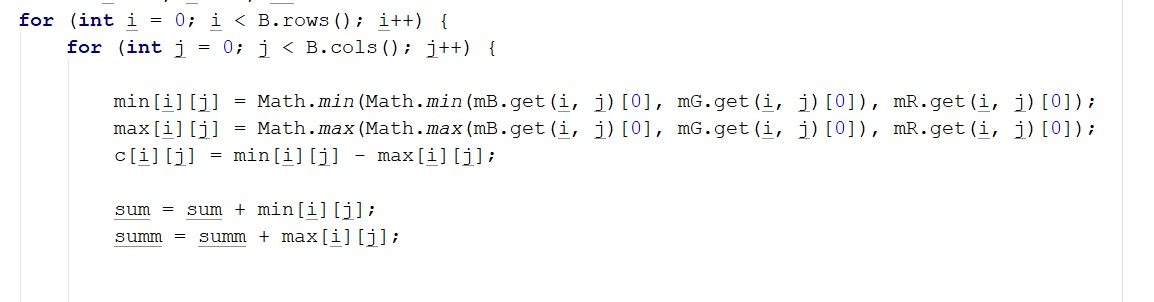 for (int i = 0; i < B.rows(); i++) {
for (int j = 0; j < B.cols(); j++) {
min[i][j] = Math.min(Math.min(mB.get(i, j)[0], mG.get(i, j)[0]), mR.get(i, j)[0]);
max[i][j] = Math.max(Math.max(mB.get(i, j)[0], mG.get(i, j)[0]), mR.get(i, j)[0]);
c[i][j] = min[i][j] - max[i][j];
sum = sum + min[i][j];
summ = summ + max[i][j];